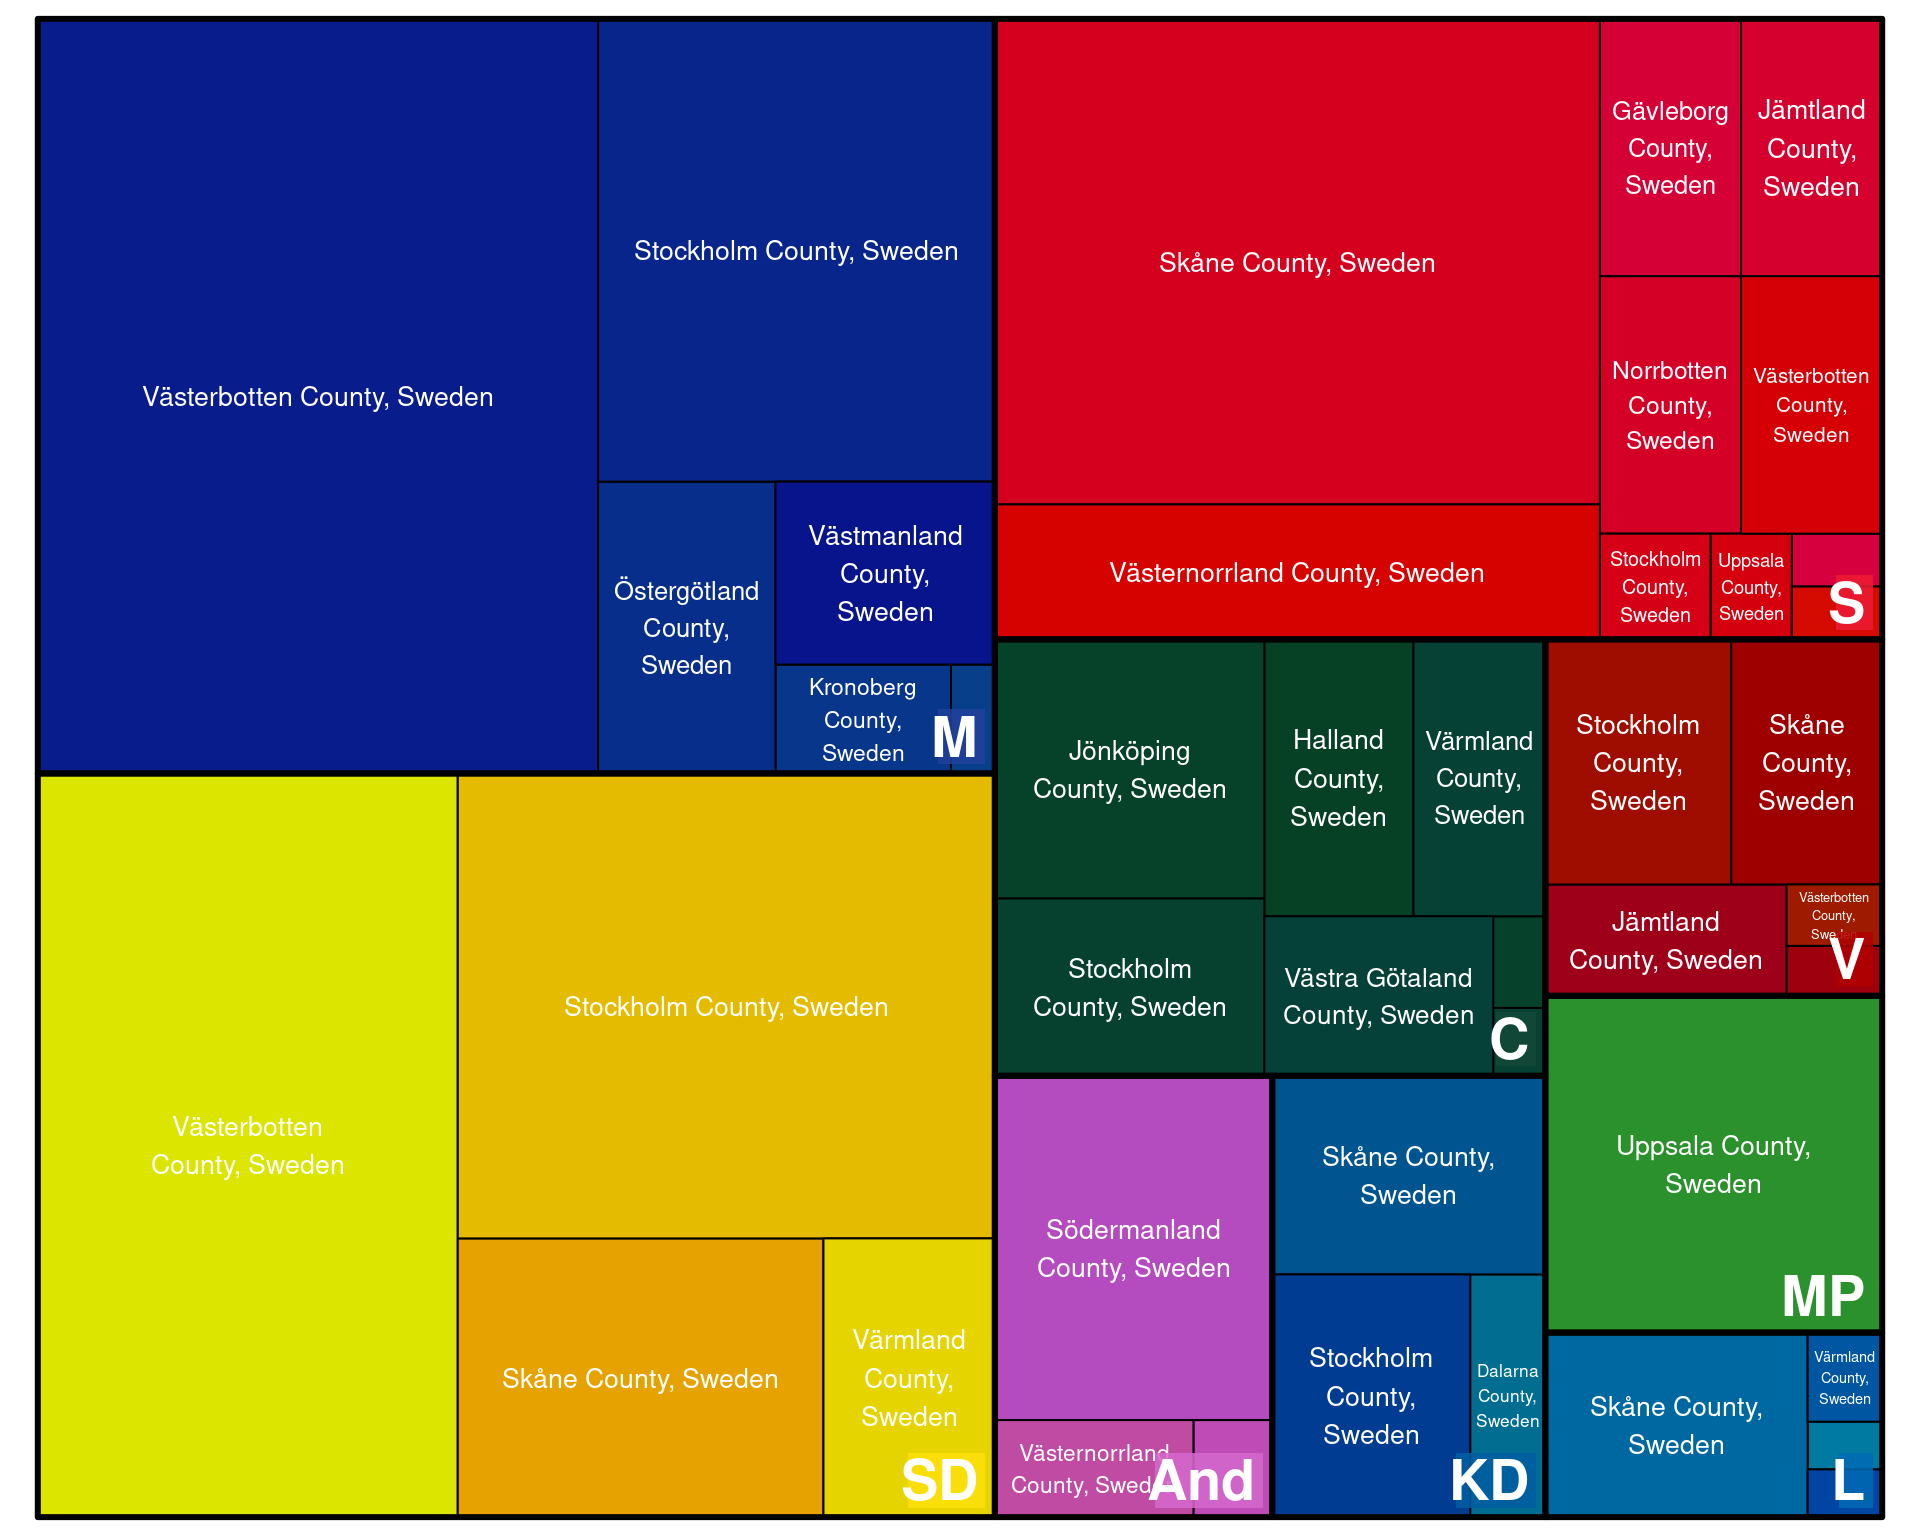 Västerbotten County, Sweden
Stockholm County, Sweden
Östergötland
County,
Sweden
Västmanland
County,
Sweden
Kronoberg
County,
Sweden
M
Skåne County, Sweden
Gävleborg
County,
Sweden
Jämtland
County,
Sweden
Norrbotten
County,
Sweden
Västerbotten
County,
Sweden
Västernorrland County, Sweden
Stockholm
County,
Sweden
Uppsala
County,
Sweden
S
Västerbotten
County, Sweden
Stockholm County, Sweden
Skåne County, Sweden
Värmland
County,
Sweden
SD
Jönköping
County, Sweden
Halland
County,
Sweden
Värmland
County,
Sweden
Stockholm
County, Sweden
Västra Götaland
County, Sweden
C
Stockholm
County,
Sweden
Skåne
County,
Sweden
Jämtland
County, Sweden
Västerbotten
County,
Sweden
V
Södermanland
County, Sweden
Västernorrland
County, Sweden
And
Skåne County,
Sweden
Stockholm
County,
Sweden
Dalarna
County,
Sweden
KD
Uppsala County,
Sweden
MP
Skåne County,
Sweden
Värmland
County,
Sweden
L